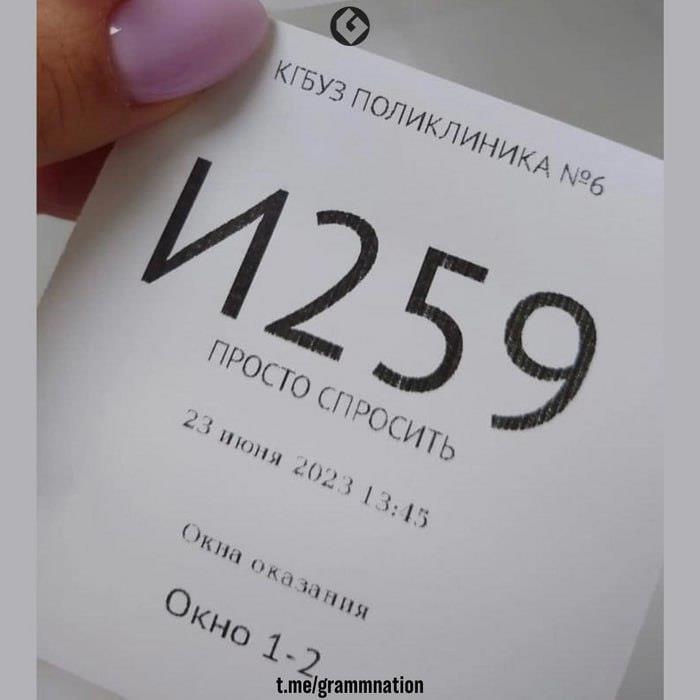 КГБУЗ ПОЛИКЛИНИКА №6
И259
ПРОСТО СПРОСИТЬ
23 июня 2023 13:45
Окна оказания
Окно 1-2
t.me/grammnation